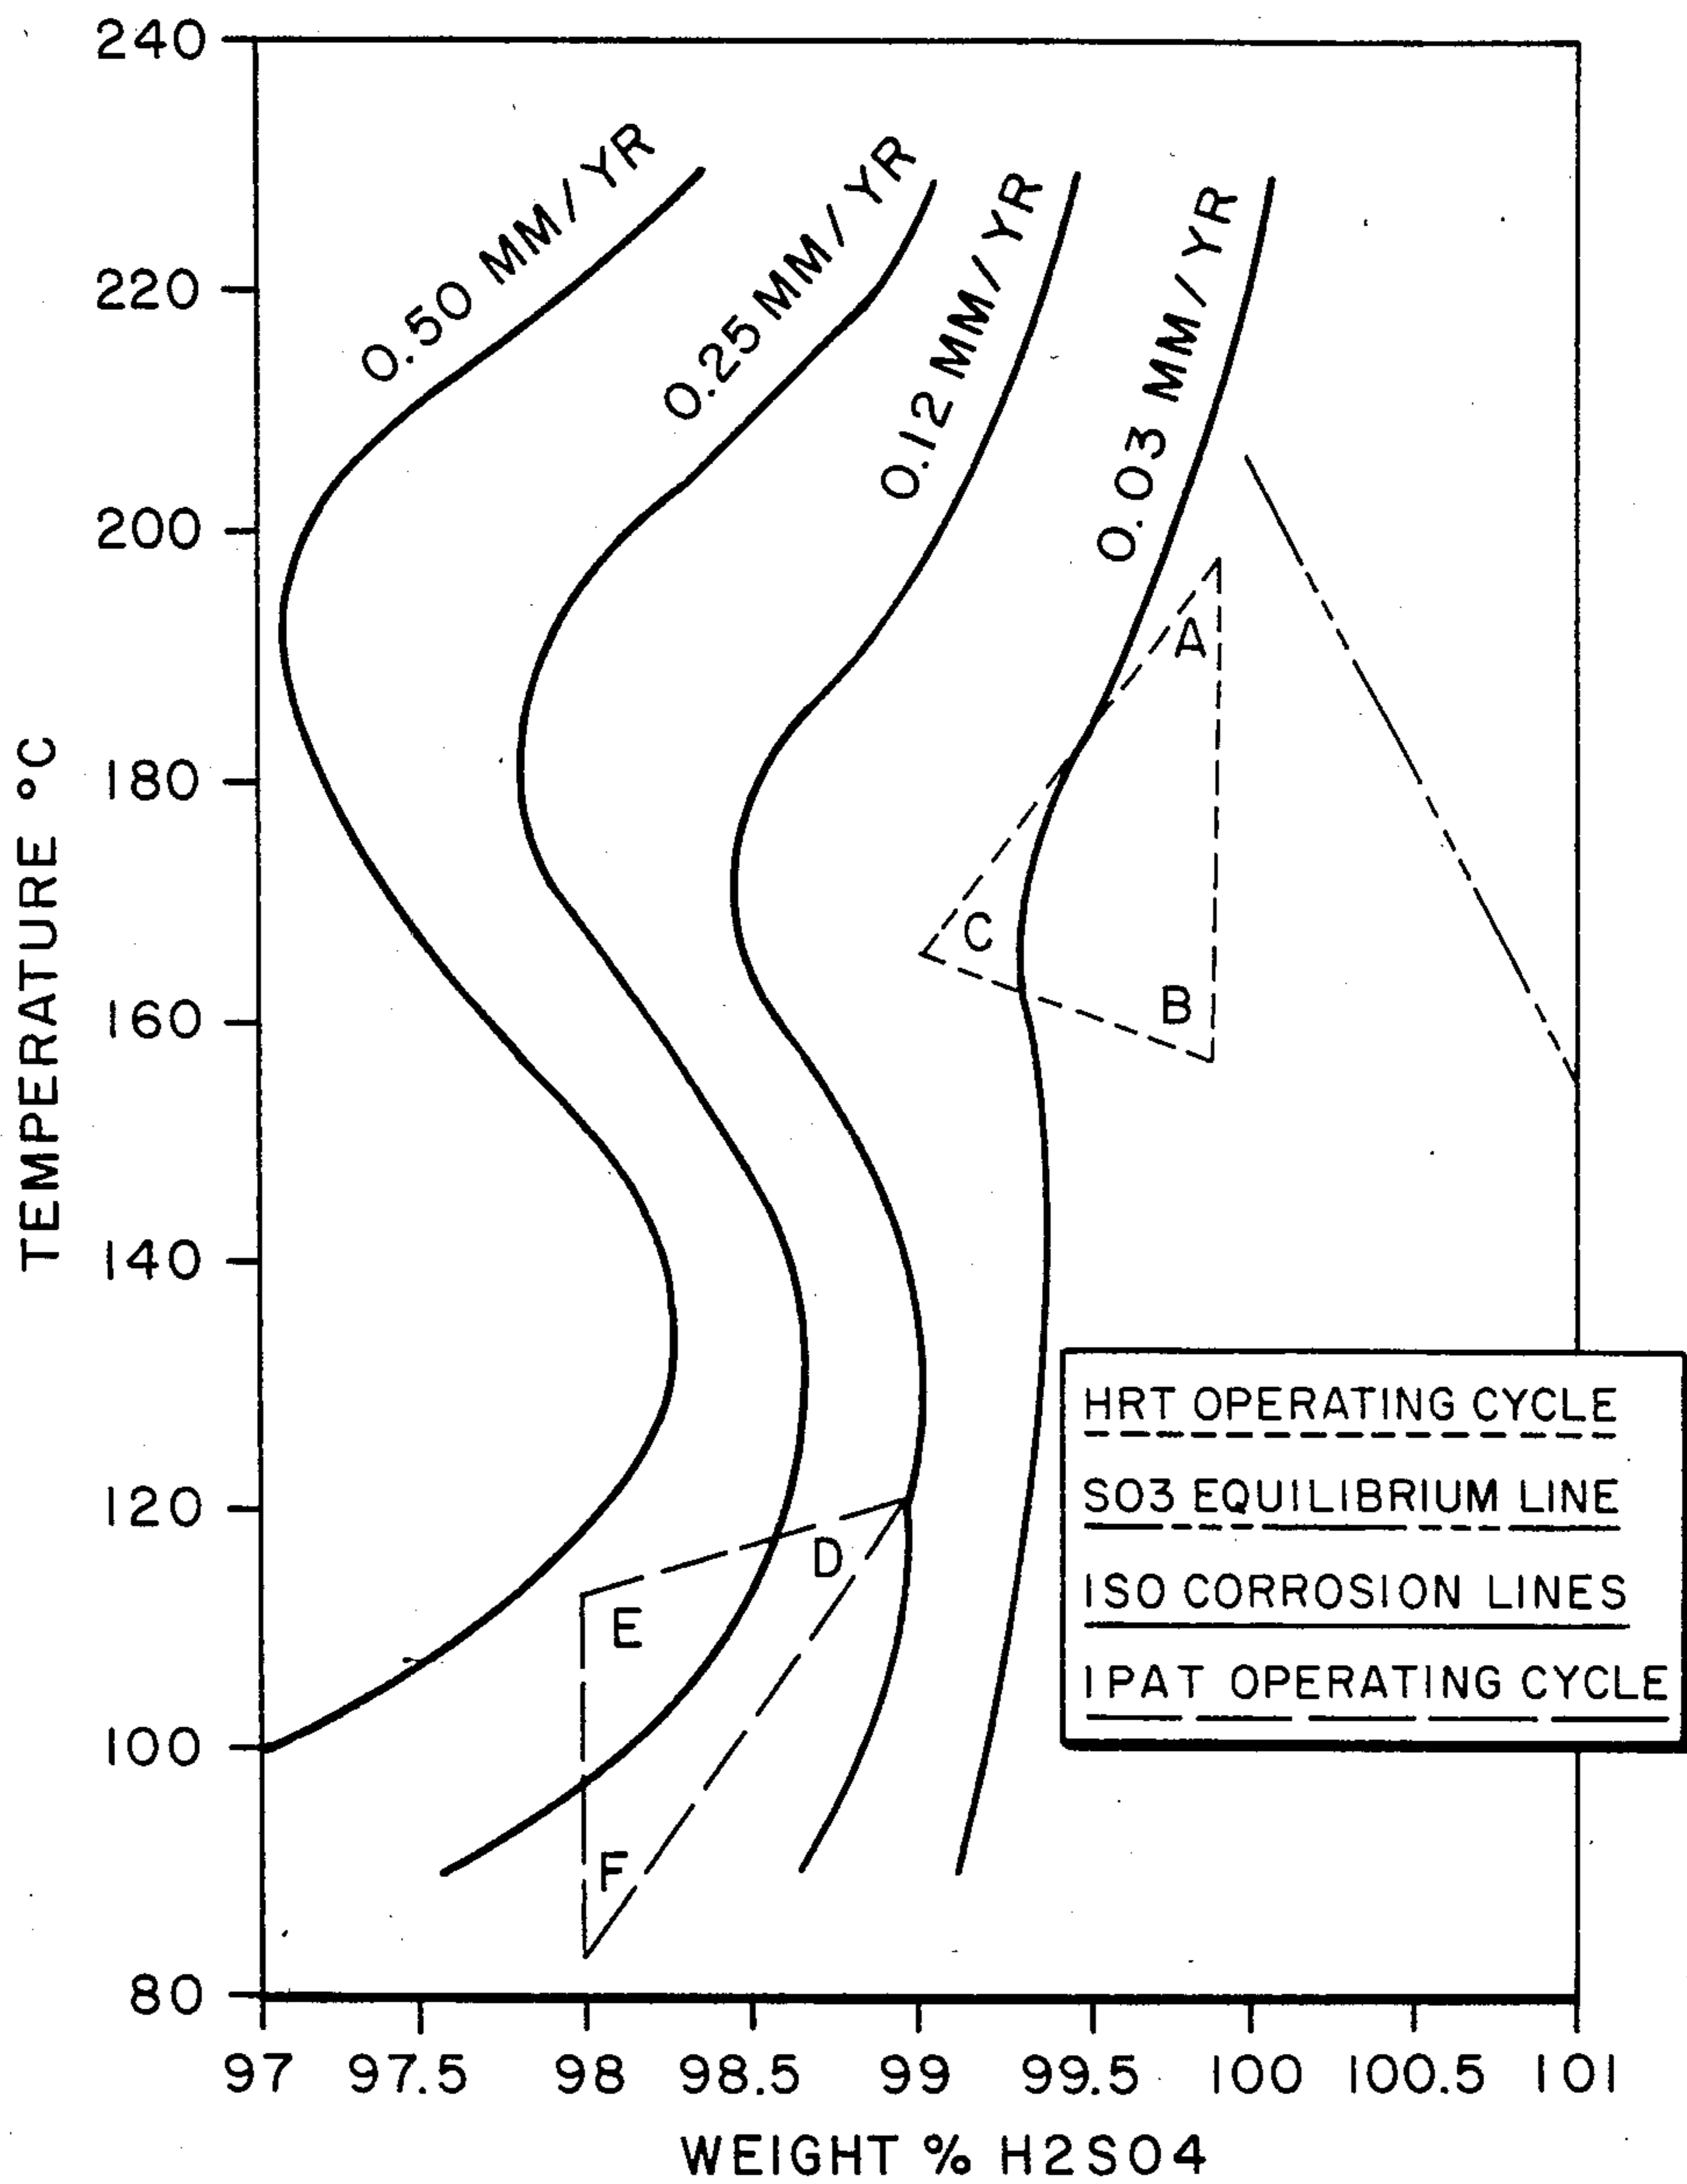 240
220
200
180
160
140
120
100
80
TEMPERATURE °C
0.50 MM/YR
0.25 MM/YR
0.12 MM/YR
0.03 MM/YR
A
B
C
D
E
F
HRT OPERATING CYCLE
SO3 EQUILIBRIUM LINE
ISO CORROSION LINES
IPAT OPERATING CYCLE
97 97.5 98 98.5 99 99.5 100 100.5 101
WEIGHT % H2SO4